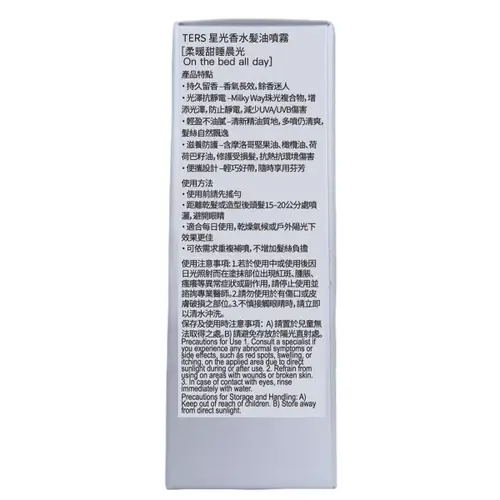 TERS 星光香水髮油噴霧
[柔暖甜睡晨光
On the bed all day]
產品特點
•持久留香–香氣長效，餘香迷人
•光澤抗靜電–Milky Way珠光複合物，增
添光澤，防止靜電，減少UVA/UVB傷害
•輕盈不油膩–清新精油質地，多噴仍清爽，
髮絲自然飄逸
•滋養防護–含摩洛哥堅果油、橄欖油、荷
荷巴籽油，修護受損髮，抗熱抗環境傷害
•便攜設計–輕巧好帶，隨時享用芬芳
使用方法
•使用前請先搖勻
•距離乾髮或造型後頭髮15–20公分處噴
灑，避開眼睛
•適合每日使用，乾燥氣候或戶外陽光下
效果更佳
•可依需求重複補噴，不增加髮絲負擔
使用注意事項：1.若於使用中或使用後因
日光照射而在塗抹部位出現紅斑、腫脹、
瘙癢等異常症狀或副作用，請停止使用並
諮詢專業醫師。2.請勿使用於有傷口或皮
膚破損之部位。3.不慎接觸眼睛時，請立即
以清水沖洗。
保存及使用時注意事項：A) 請置於兒童無
法取得之處。B) 請避免存放於陽光直射處。
Precautions for Use 1. Consult a specialist if
you experience any abnormal symptoms or
side effects, such as red spots, swelling, or
itching, on the applied area due to direct
sunlight during or after use. 2. Refrain from
using on areas with wounds or broken skin.
3. In case of contact with eyes, rinse
immediately with water.
Precautions for Storage and Handling: A)
Keep out of reach of children. B) Store away
from direct sunlight.